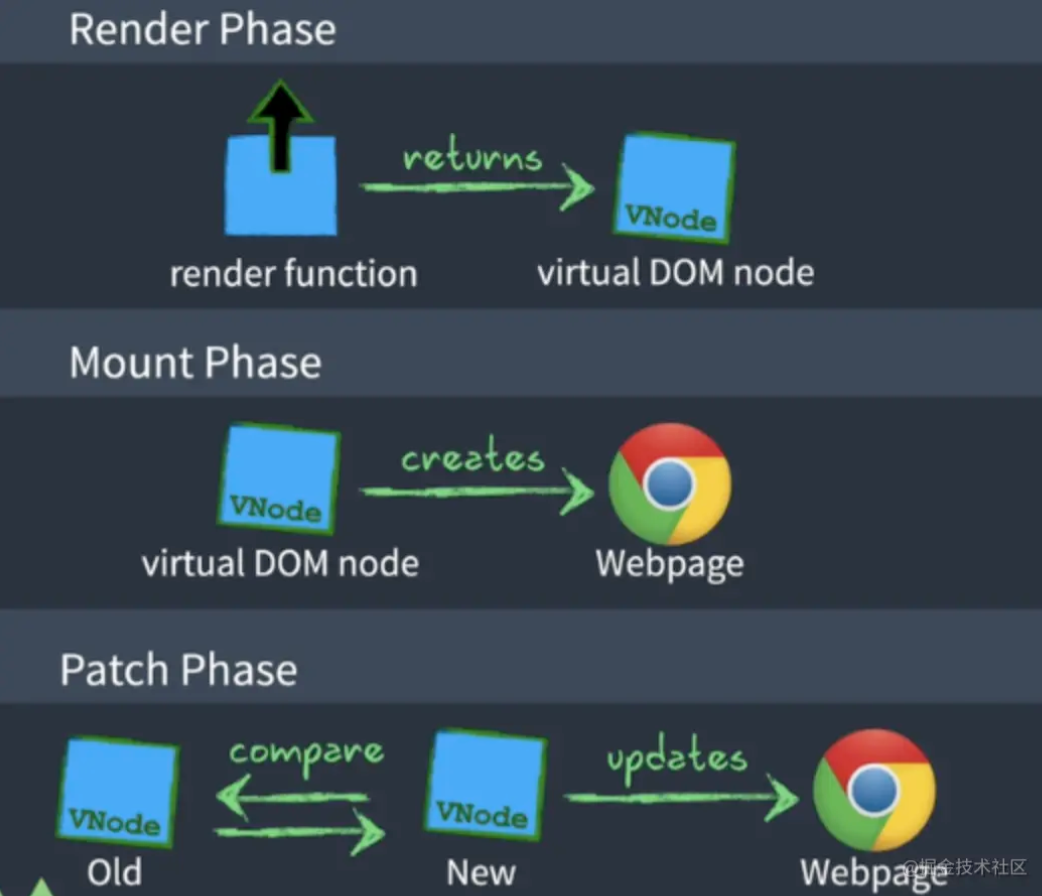 Render Phase
returns
VNode
render function virtual DOM node
Mount Phase
creates
VNode
virtual DOM node Webpage
Patch Phase
compare updates
VNode VNode
Old New Webpage
@掘金技术社区